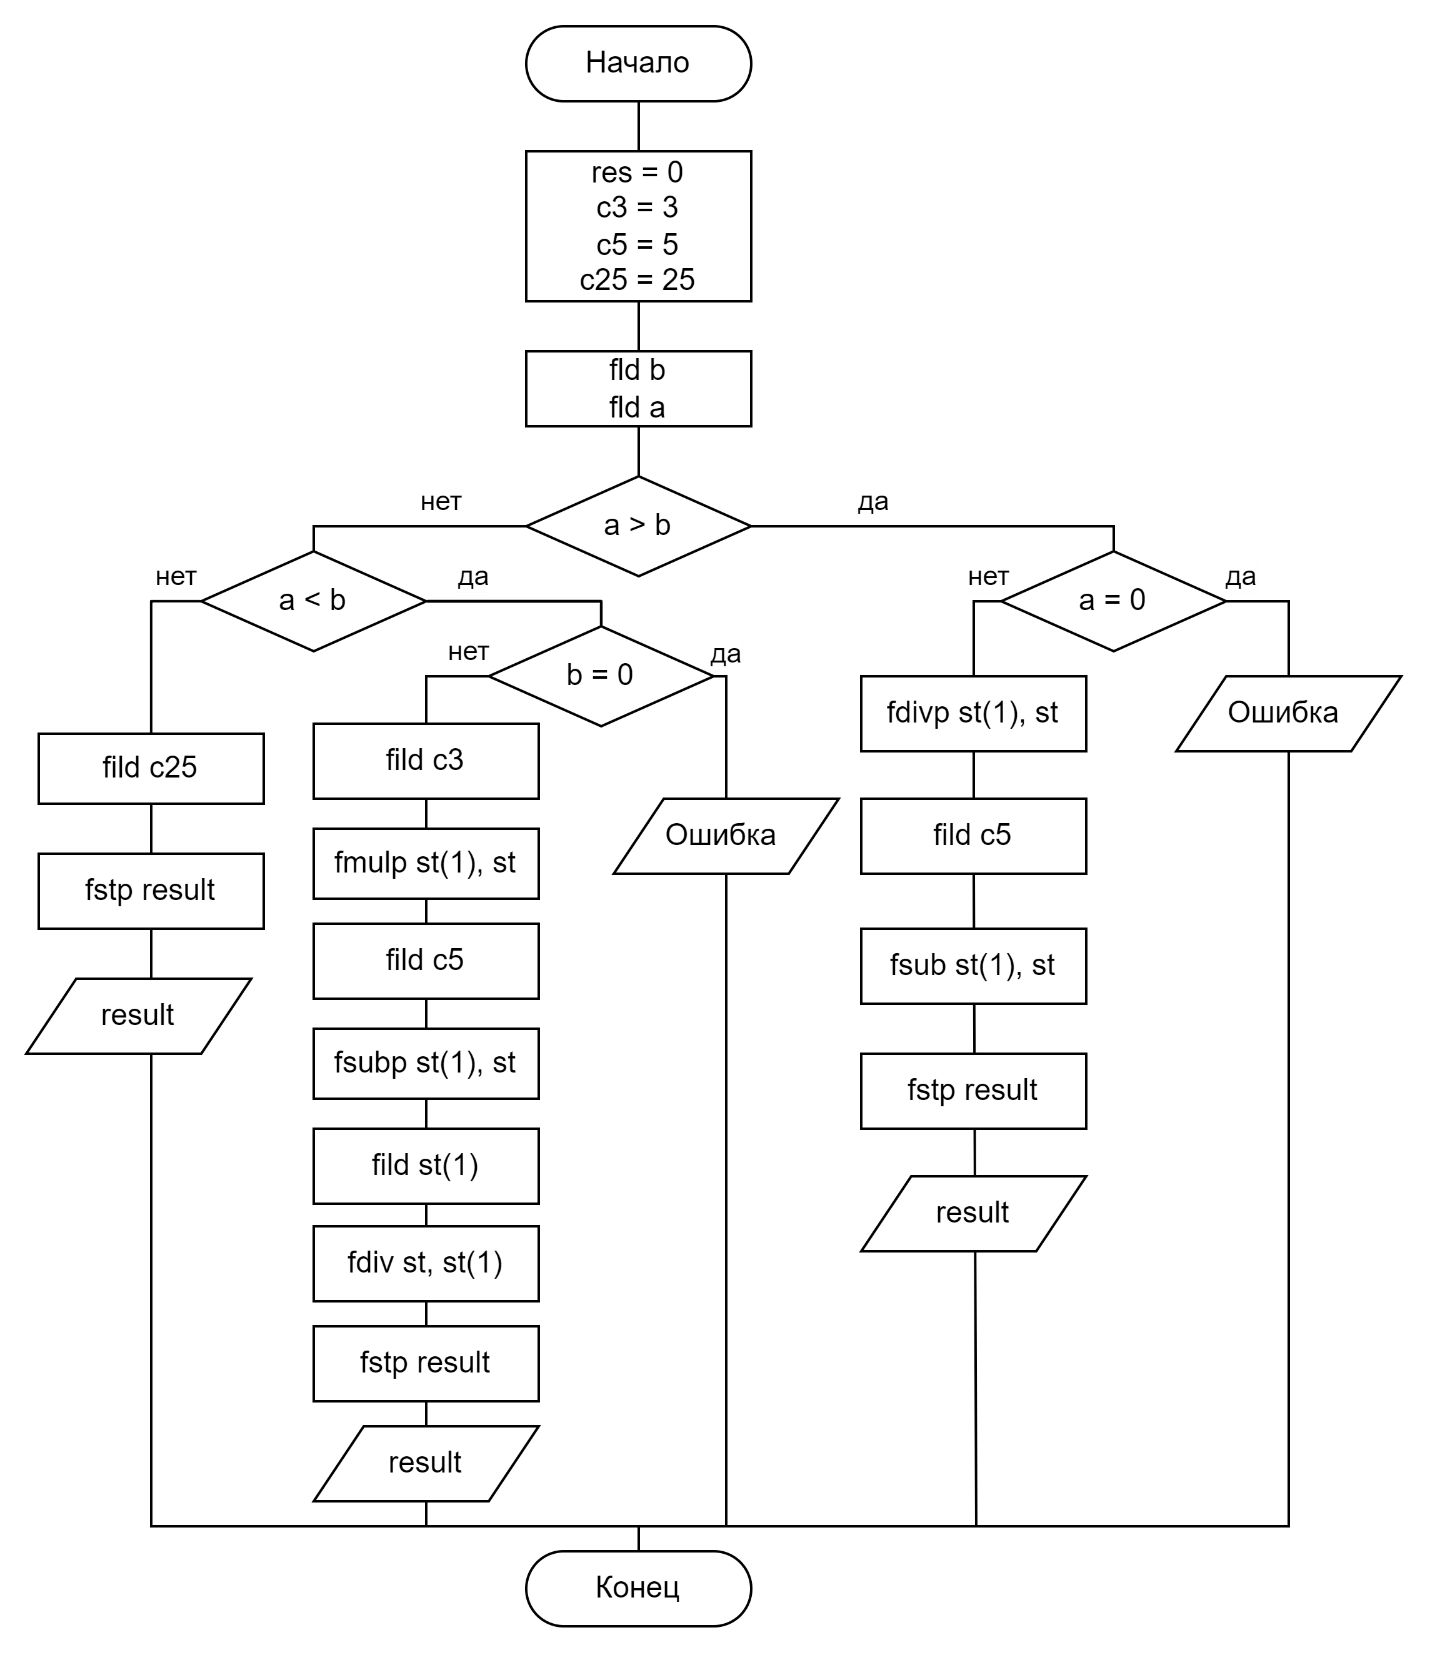 Начало
res = 0
c3 = 3
c5 = 5
c25 = 25
fld b
fld a
a > b
нет
да
a < b
нет
да
a = 0
нет
да
b = 0
нет
да
fild c25
fstp result
result
fild c3
fmulp st(1), st
fild c5
fsubp st(1), st
fild st(1)
fdiv st, st(1)
fstp result
result
Ошибка
fdivp st(1), st
fild c5
fsub st(1), st
fstp result
result
Ошибка
Конец